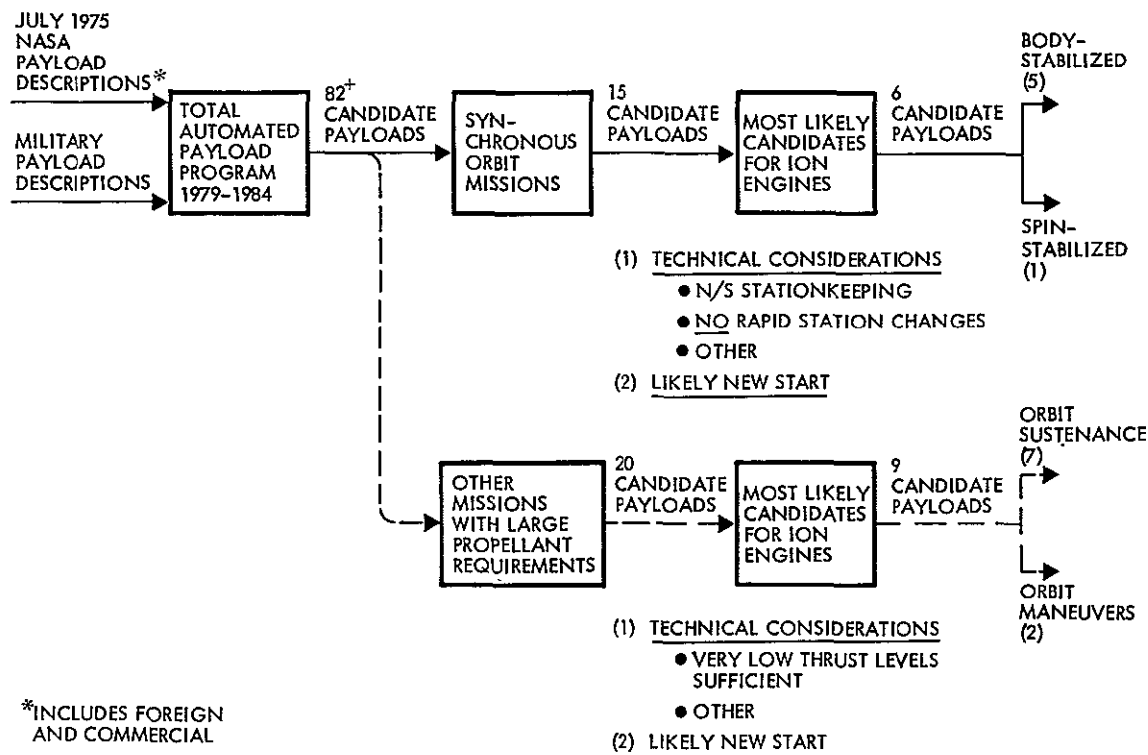 JULY 1975
NASA
PAYLOAD
DESCRIPTIONS*
MILITARY
PAYLOAD
DESCRIPTIONS
TOTAL
AUTOMATED
PAYLOAD
PROGRAM
1979-1984
82+
CANDIDATE
PAYLOADS
SYN-
CHRONOUS
ORBIT
MISSIONS
15
CANDIDATE
PAYLOADS
MOST LIKELY
CANDIDATES
FOR ION
ENGINES
6
CANDIDATE
PAYLOADS
BODY-
STABILIZED
(5)
SPIN-
STABILIZED
(1)
(1) TECHNICAL CONSIDERATIONS
● N/S STATIONKEEPING
● NO RAPID STATION CHANGES
● OTHER
(2) LIKELY NEW START
OTHER
MISSIONS
WITH LARGE
PROPELLANT
REQUIREMENTS
20
CANDIDATE
PAYLOADS
MOST LIKELY
CANDIDATES
FOR ION
ENGINES
9
CANDIDATE
PAYLOADS
ORBIT
SUSTENANCE
(7)
ORBIT
MANEUVERS
(2)
(1) TECHNICAL CONSIDERATIONS
● VERY LOW THRUST LEVELS
SUFFICIENT
● OTHER
(2) LIKELY NEW START
*INCLUDES FOREIGN
AND COMMERCIAL